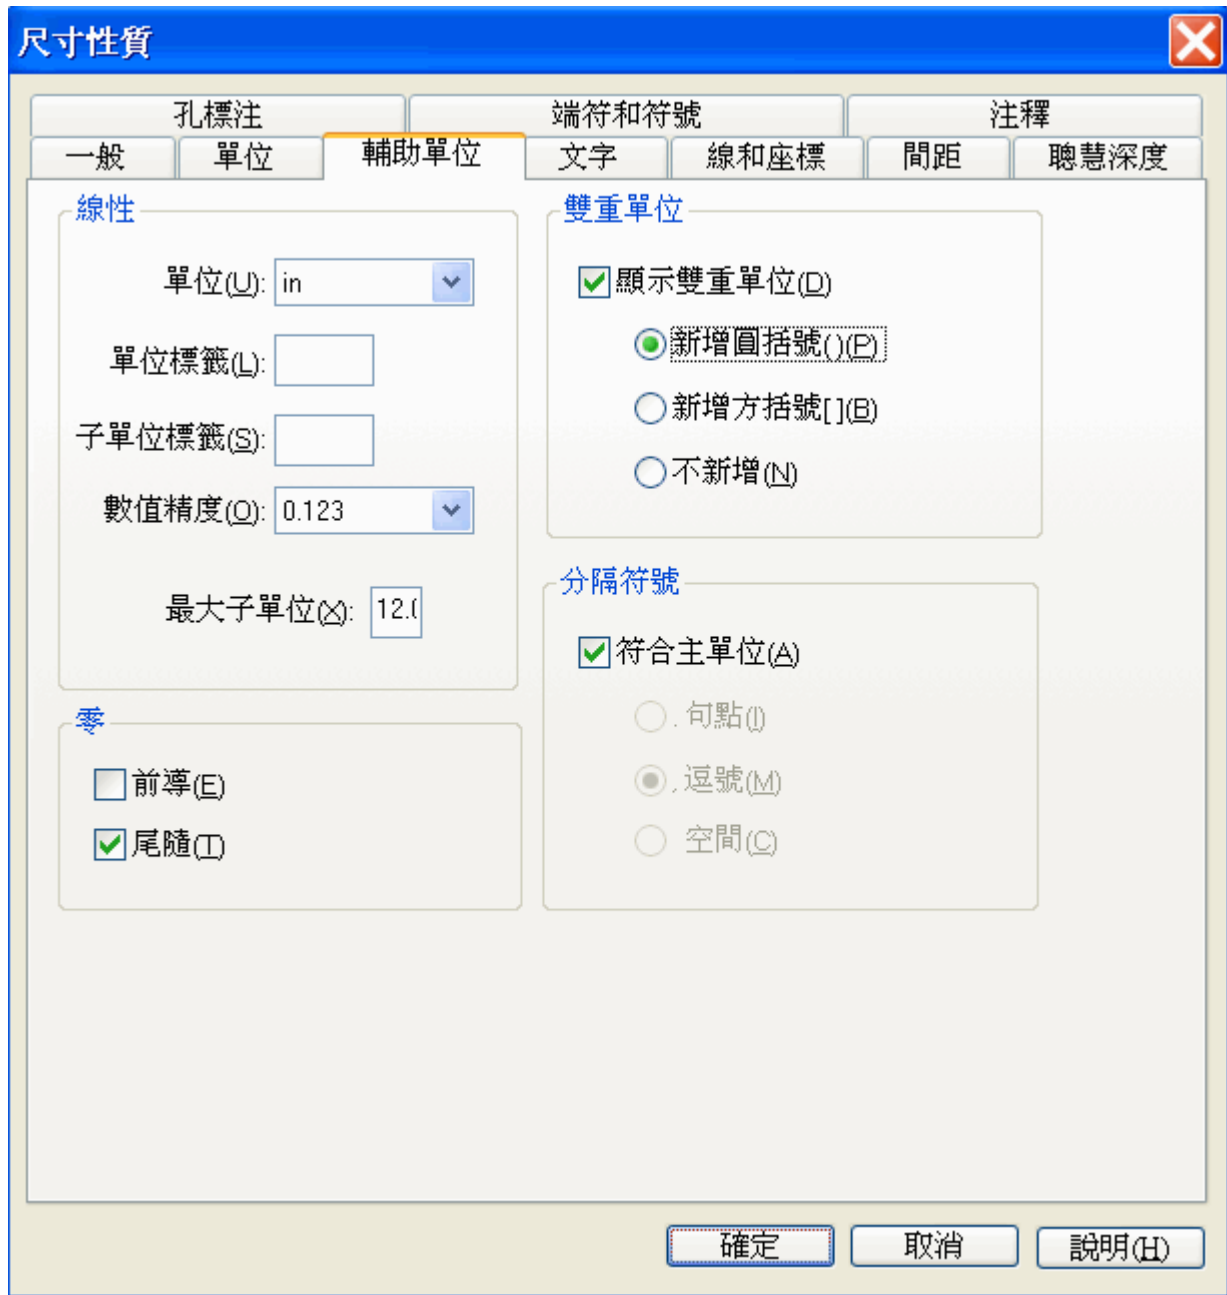 尺寸性質
孔標注 端符和符號 注釋
一般 單位 輔助單位 文字 線和座標 間距 聰慧深度
線性
單位(U): in
單位標籤(L):
子單位標籤(S):
數值精度(O): 0.123
最大子單位(X): 12.(
零
前導(E)
尾隨(T)
雙重單位
顯示雙重單位(D)
新增圓括號()(P)
新增方括號[](B)
不新增(N)
分隔符號
符合主單位(A)
. 句點(I)
, 逗號(M)
空間(C)
確定 取消 說明(H)